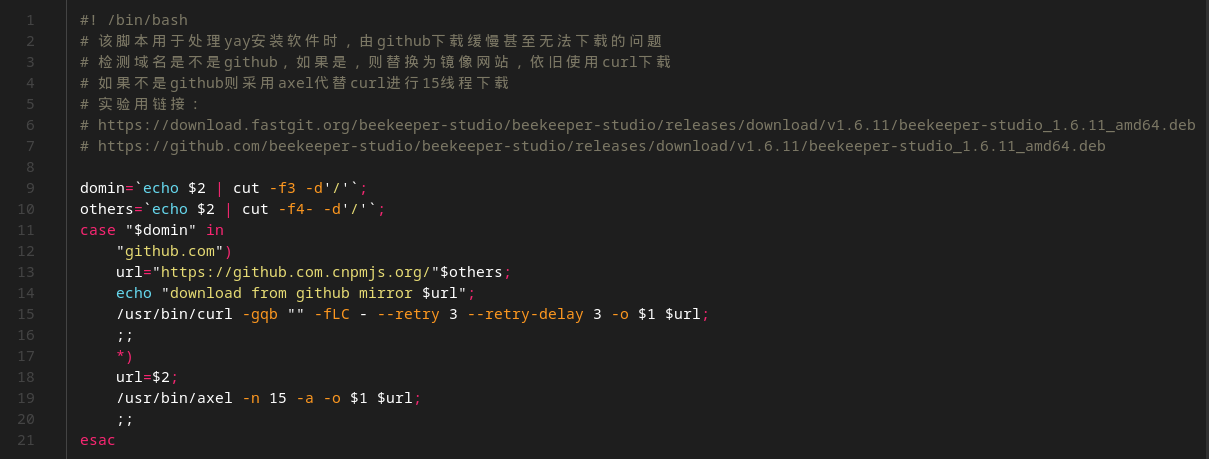 1 #! /bin/bash
2 # 该脚本用于处理yay安装软件时，由github下载缓慢甚至无法下载的问题
3 # 检测域名是不是github，如果是，则替换为镜像网站，依旧使用curl下载
4 # 如果不是github则采用axel代替curl进行15线程下载
5 # 实验用链接：
6 # https://download.fastgit.org/beekeeper-studio/beekeeper-studio/releases/download/v1.6.11/beekeeper-studio_1.6.11_amd64.deb
7 # https://github.com/beekeeper-studio/beekeeper-studio/releases/download/v1.6.11/beekeeper-studio_1.6.11_amd64.deb
8
9 domin=`echo $2 | cut -f3 -d'/'`;
10 others=`echo $2 | cut -f4- -d'/'`;
11 case "$domin" in
12     "github.com")
13     url="https://github.com.cnpmjs.org/"$others;
14     echo "download from github mirror $url";
15     /usr/bin/curl -gqb "" -fLC - --retry 3 --retry-delay 3 -o $1 $url;
16     ;;
17     *)
18     url=$2;
19     /usr/bin/axel -n 15 -a -o $1 $url;
20     ;;
21 esac